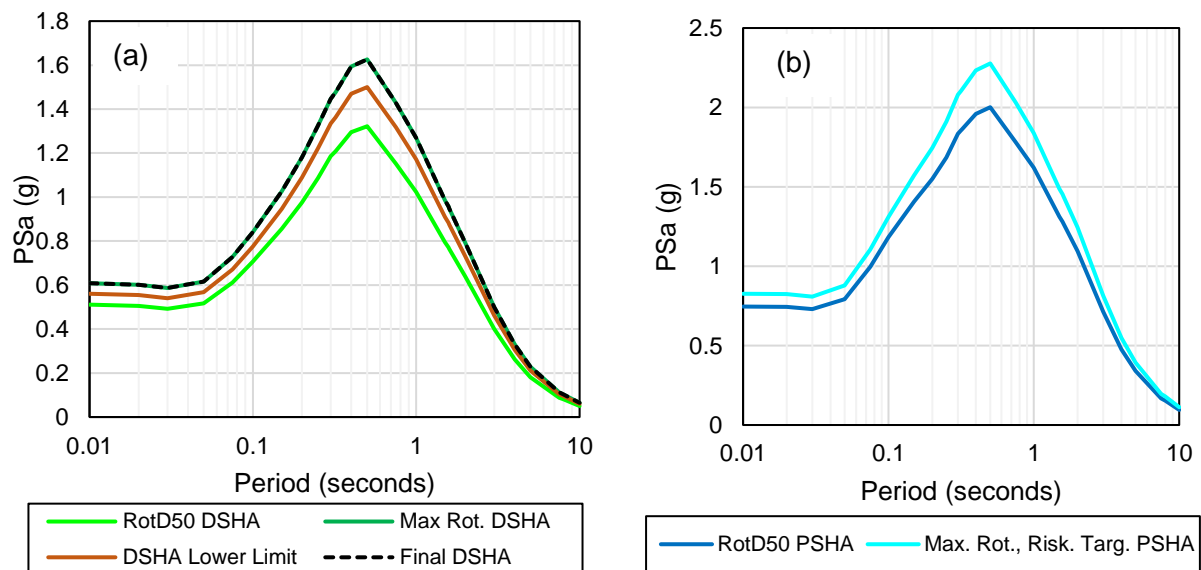 (a)
PSa (g)
1.8
1.6
1.4
1.2
1
0.8
0.6
0.4
0.2
0
0.01 0.1 1 10
Period (seconds)
RotD50 DSHA Max Rot. DSHA
DSHA Lower Limit Final DSHA
(b)
PSa (g)
2.5
2
1.5
1
0.5
0
0.01 0.1 1 10
Period (seconds)
RotD50 PSHA Max. Rot., Risk. Targ. PSHA